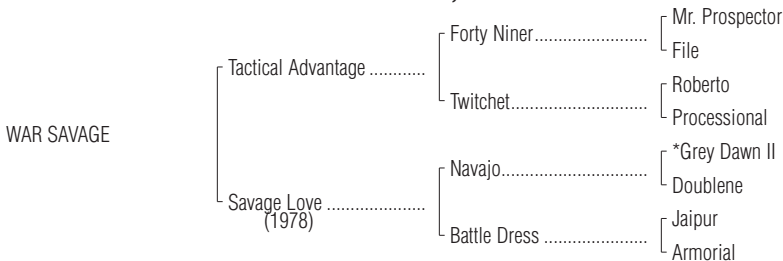 Mr. Prospector
Forty Niner........................
File
Tactical Advantage ............
Roberto
Twitchet.............................
Processional
WAR SAVAGE
*Grey Dawn II
Navajo...............................
Doublene
Savage Love .....................
(1978)
Jaipur
Battle Dress ......................
Armorial